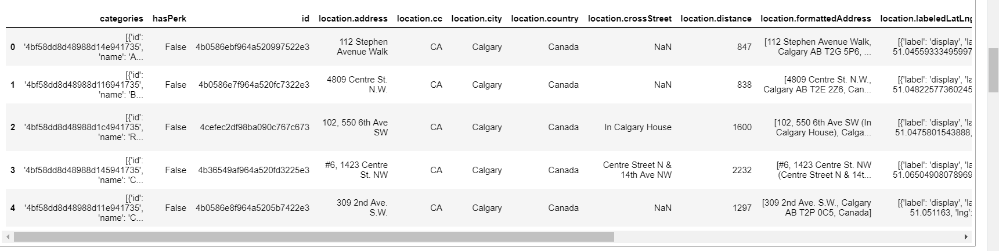 categories hasPerk id location.address location.cc location.city location.country location.crossStreet location.distance location.formattedAddress location.labeledLatLng
[{'id':
0 '4bf58dd8d48988d14e941735', False 4b0586ebf964a520997522e3 112 Stephen CA Calgary Canada NaN 847 [112 Stephen Avenue Walk, [{'label': 'display', 'la
'name': 'A... Avenue Walk Calgary AB T2G 5P6, ... 51.04559333495997
[{'id':
1 '4bf58dd8d48988d116941735', False 4b0586e7f964a520fc7322e3 4809 Centre St. CA Calgary Canada NaN 838 [4809 Centre St. N.W., [{'label': 'display', 'la
'name': 'B... N.W. Calgary AB T2E 2Z6, Can... 51.04822577360245
[{'id':
2 '4bf58dd8d48988d1c4941735', False 4cefec2df98ba090c767c673 102, 550 6th Ave CA Calgary Canada In Calgary House 1600 [102, 550 6th Ave SW (In [{'label': 'display', 'la
'name': 'R... SW Calgary House), Calga... 51.0475801543888,
[{'id':
3 '4bf58dd8d48988d145941735', False 4b36549af964a520fd3225e3 #6, 1423 Centre CA Calgary Canada Centre Street N & 2232 [#6, 1423 Centre St. NW [{'label': 'display', 'la
'name': 'C... St. NW 14th Ave NW (Centre Street N & 14t... 51.06504908078969
[{'id':
4 '4bf58dd8d48988d11e941735', False 4b0586e8f964a5205b7422e3 309 2nd Ave. CA Calgary Canada NaN 1297 [309 2nd Ave. S.W., Calgary [{'label': 'display', 'la
'name': 'C... S.W. AB T2P 0C5, Canada] 51.051163, 'lng':